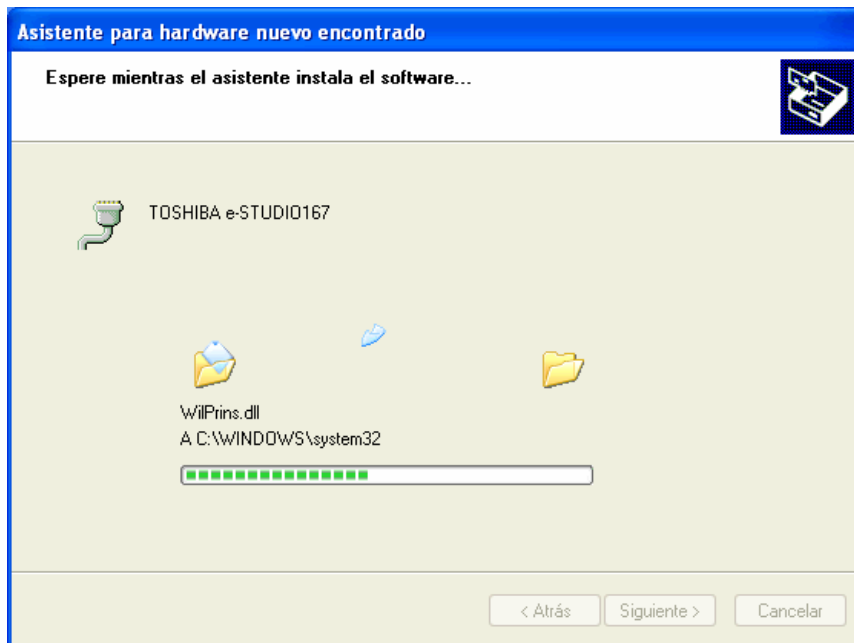 Asistente para hardware nuevo encontrado
Espere mientras el asistente instala el software...
TOSHIBA e-STUDIO167
WilPrins.dll
A C:\WINDOWS\system32
< Atrás
Siguiente >
Cancelar